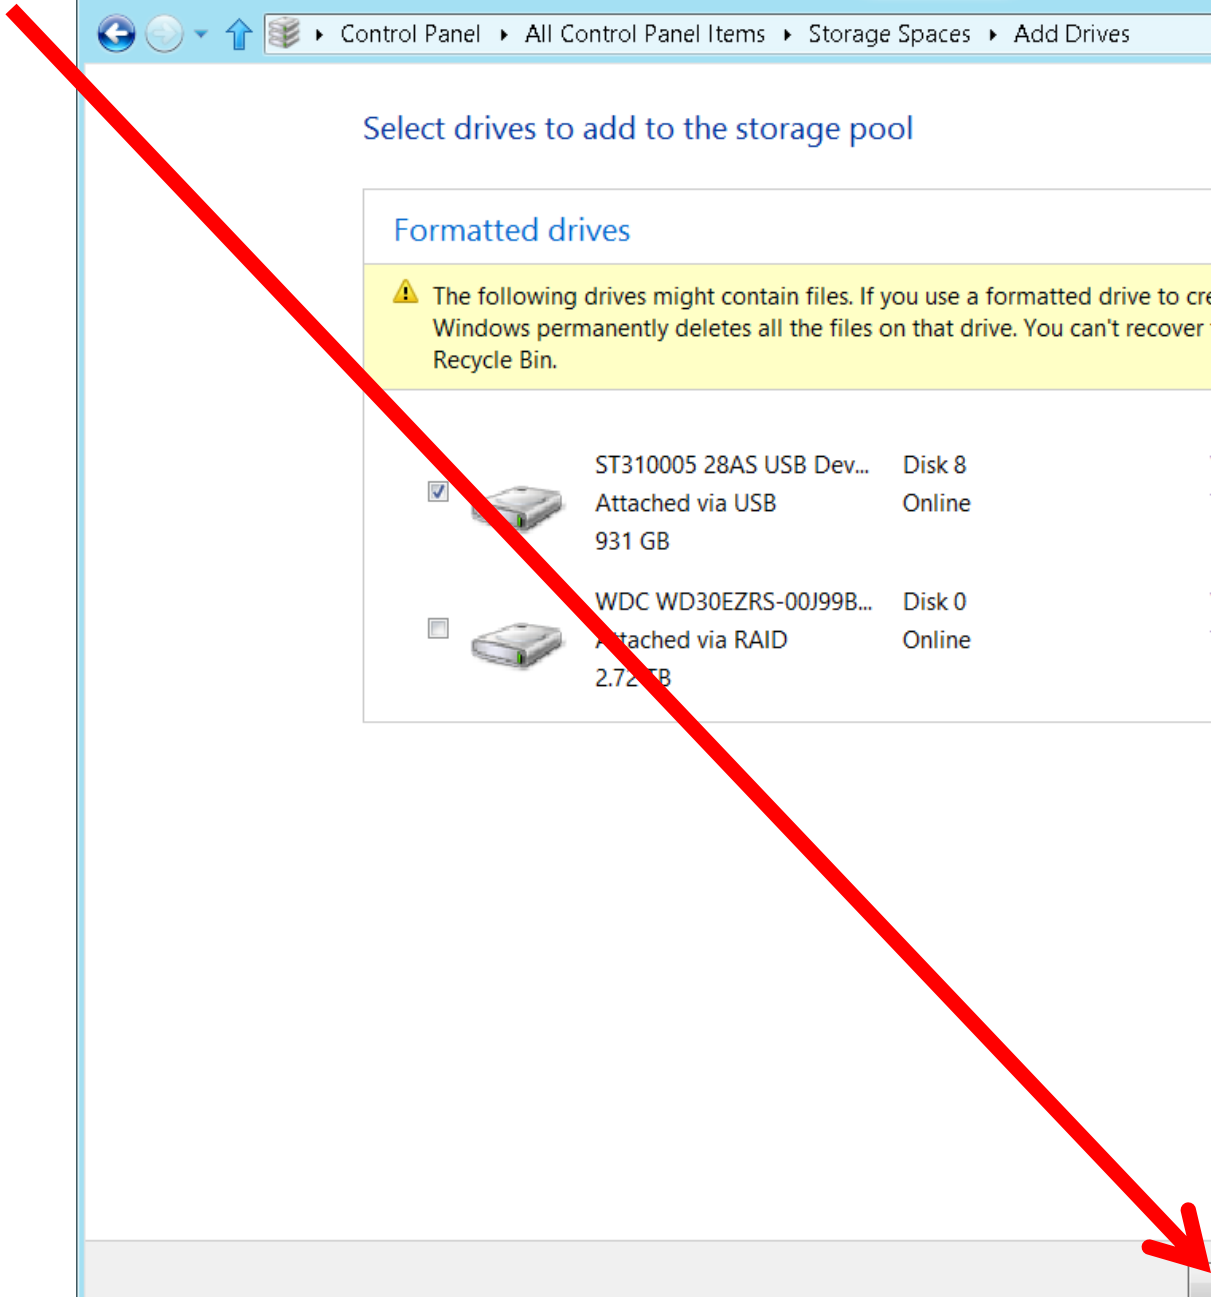 Control Panel All Control Panel Items Storage Spaces Add Drives
Select drives to add to the storage pool
Formatted drives
The following drives might contain files. If you use a formatted drive to
Windows permanently deletes all the files on that drive. You can't recover
Recycle Bin.
ST310005 28AS USB Dev... Disk 8
Attached via USB Online
931 GB
WDC WD30EZRS-00J99B... Disk 0
Attached via RAID Online
2.72 TB